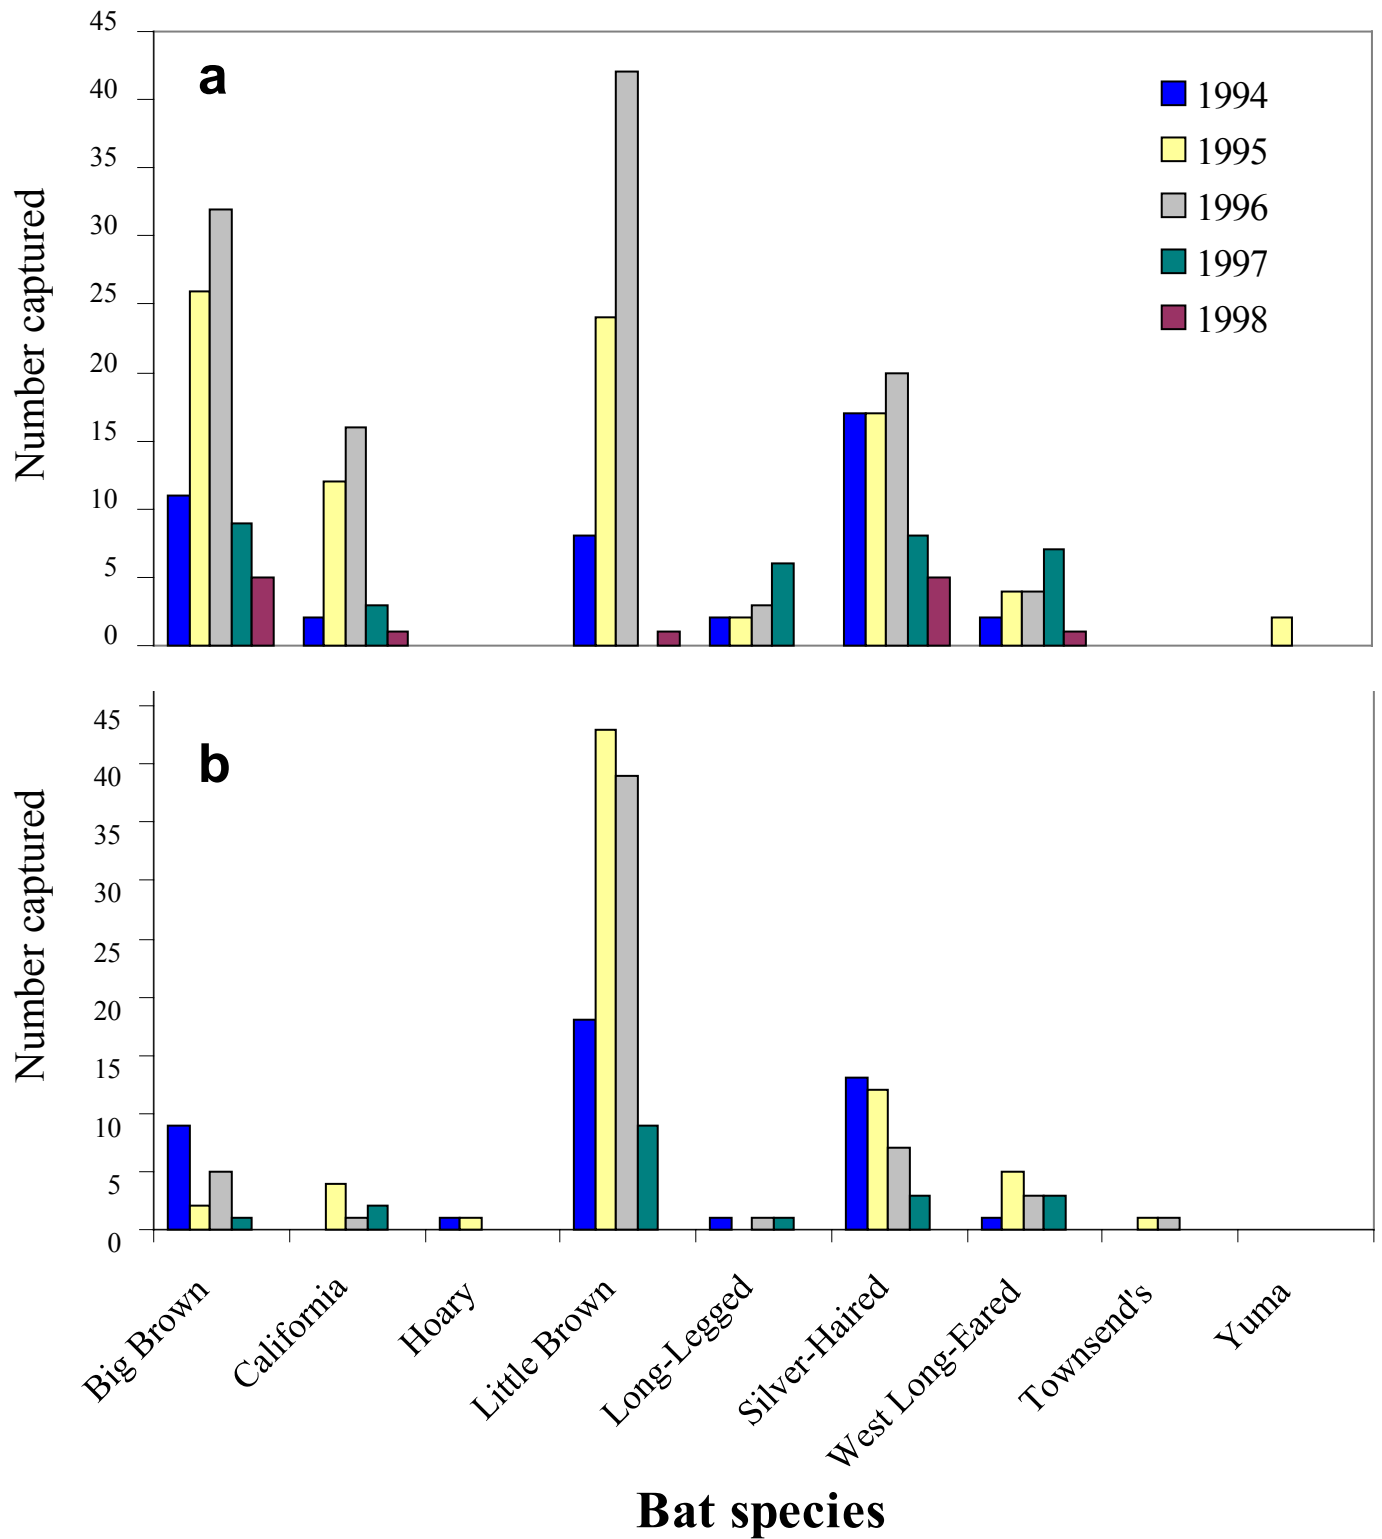 45
40
35
30
25
20
15
10
5
0
Number captured
a
1994
1995
1996
1997
1998
45
40
35
30
25
20
15
10
5
0
Number captured
b
Big Brown
California
Hoary
Little Brown
Long-Legged
Silver-Haired
West Long-Eared
Townsend's
Yuma
Bat species